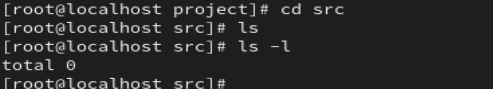 [root@localhost project]# cd src
[root@localhost src]# ls
[root@localhost src]# ls -l
total 0
[root@localhost src]#